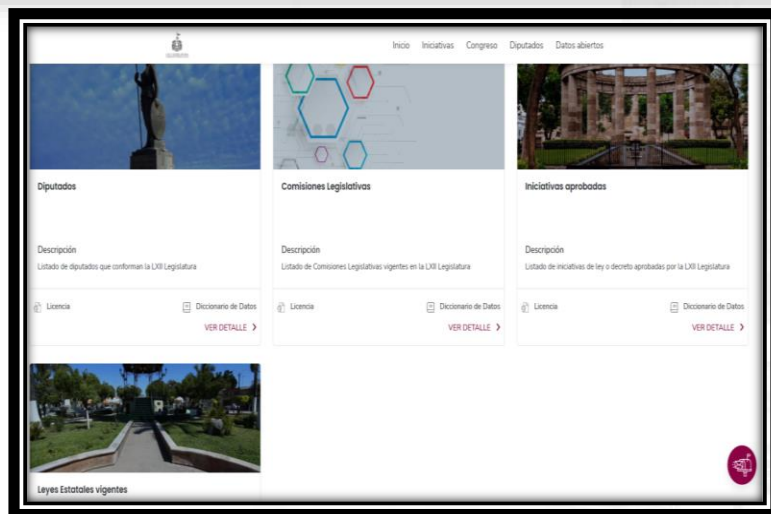 Inicio Iniciativas Congreso Diputados Datos abiertos
Diputados
Descripción
Listado de diputados que conforman la LXII Legislatura
Licencia
Diccionario de Datos
VER DETALLE
Comisiones Legislativas
Descripción
Listado de Comisiones Legislativas vigentes en la LXII Legislatura
Licencia
Diccionario de Datos
VER DETALLE
Iniciativas aprobadas
Descripción
Listado de iniciativas de ley o decreto aprobadas por la LXII Legislatura
Licencia
Diccionario de Datos
VER DETALLE
Leyes Estatales vigentes